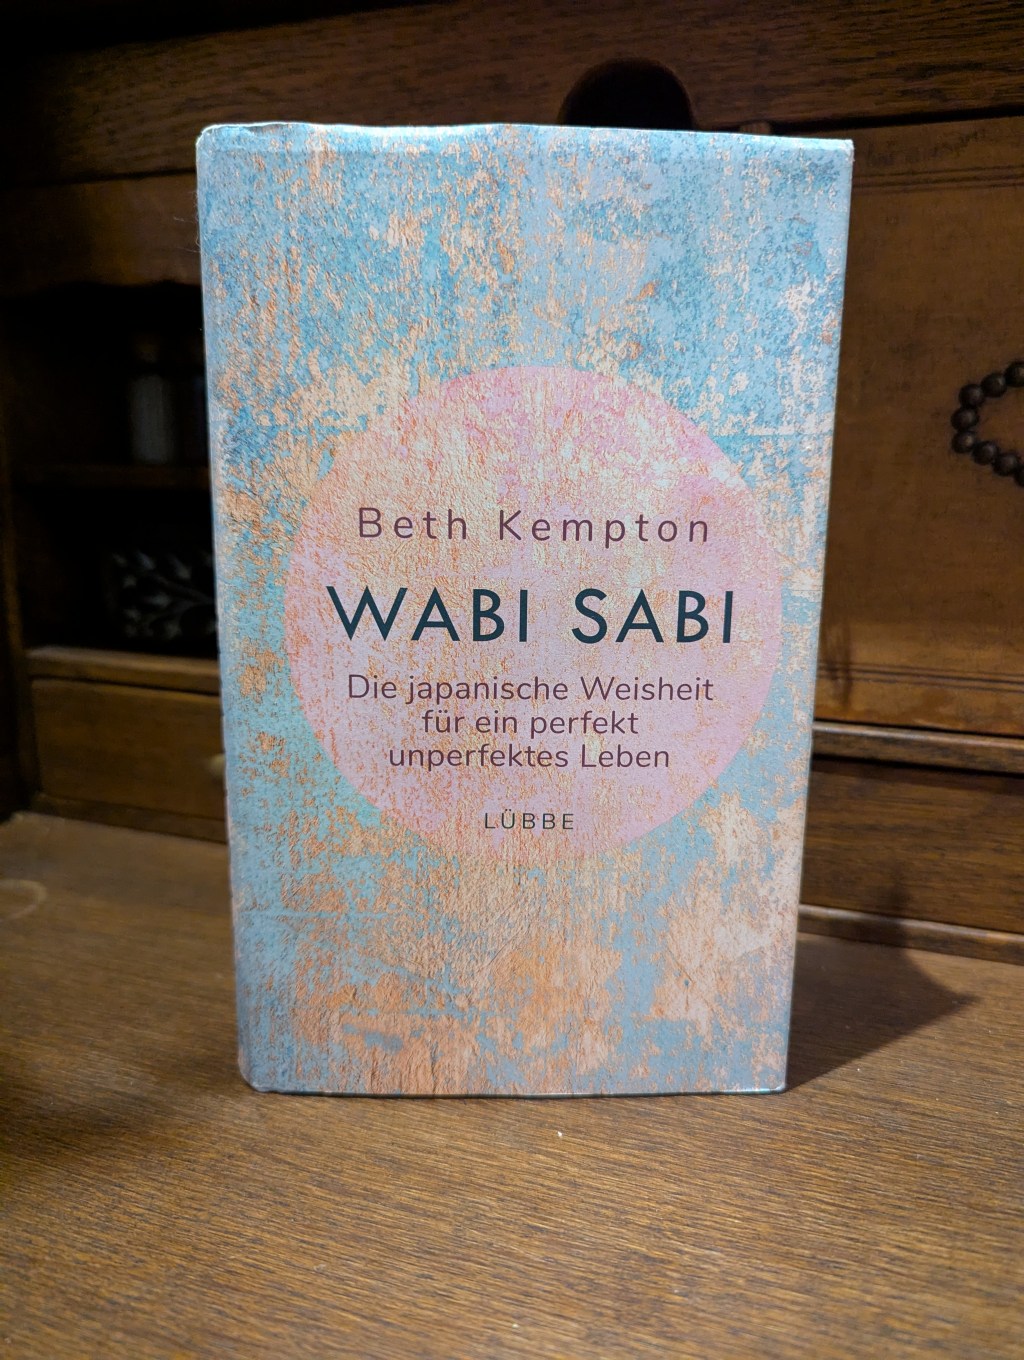 Beth Kempton
WABI SABI
Die japanische Weisheit
für ein perfekt
unperfektes Leben
LÜBBE